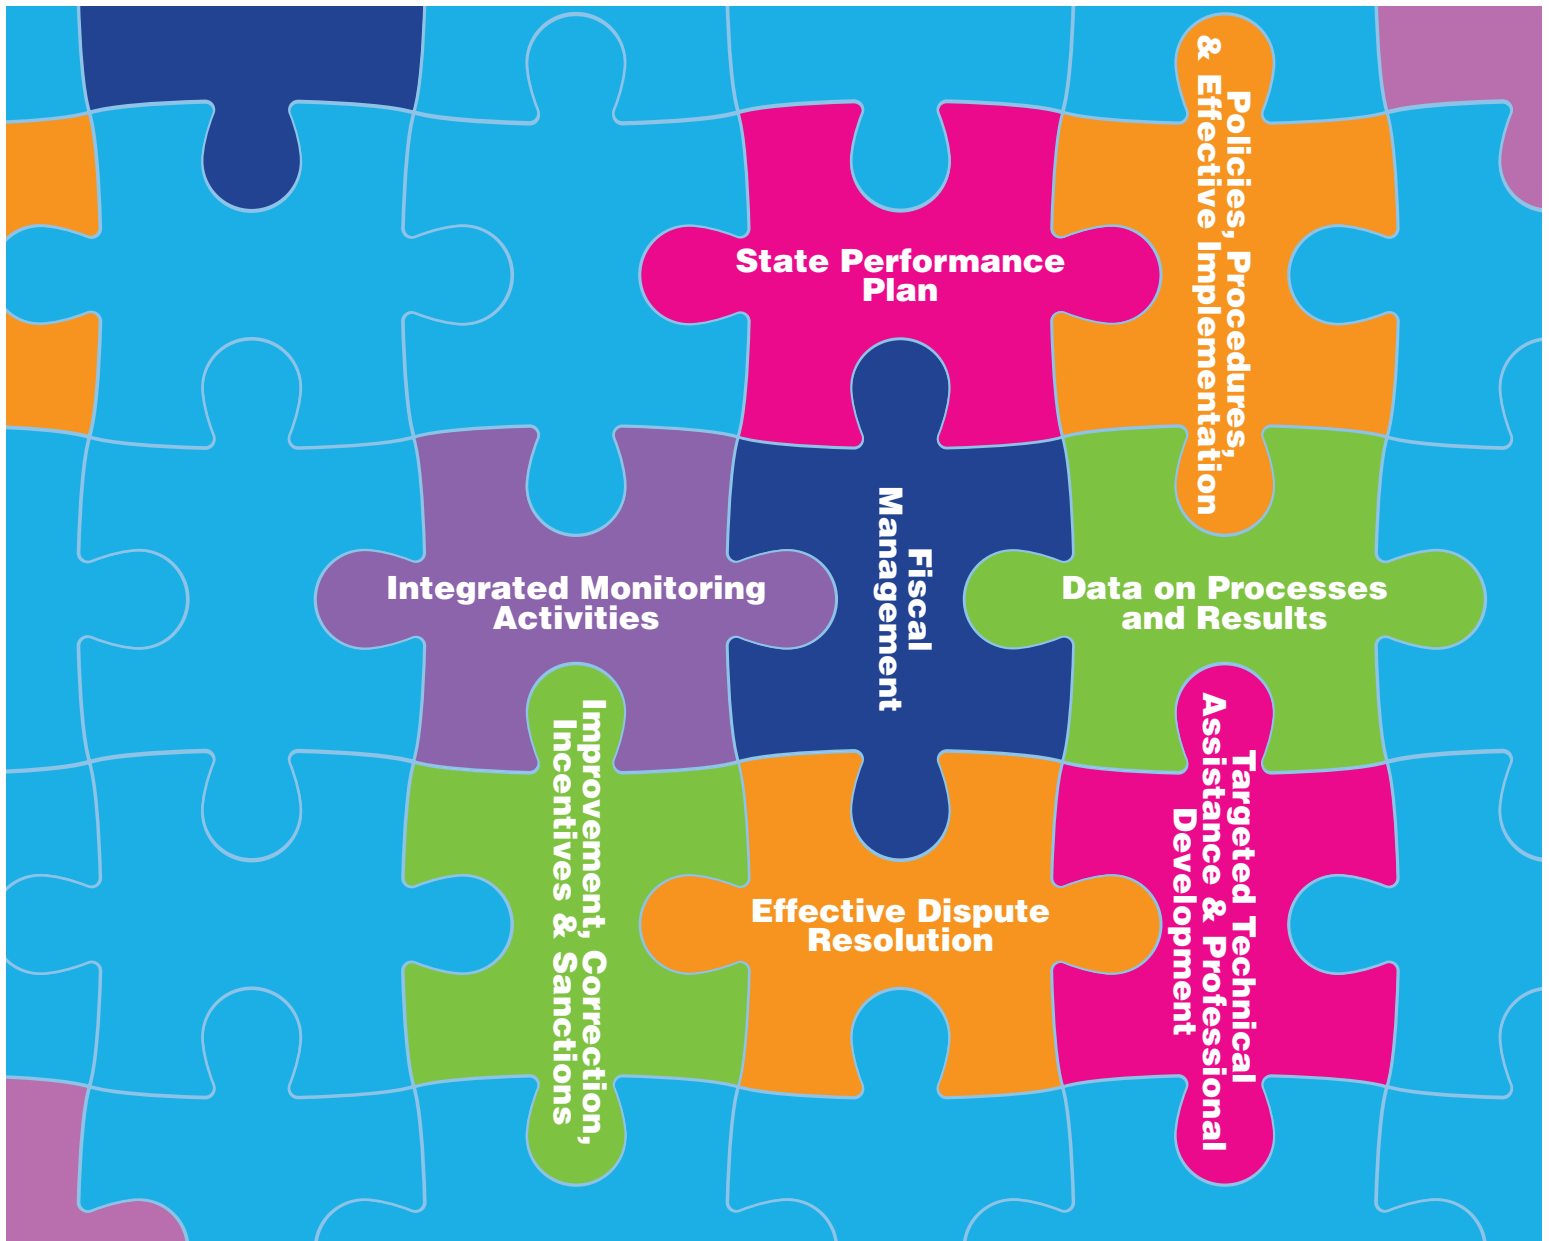 State Performance
Plan
Policies, Procedures,
& Effective Implementation
Integrated Monitoring
Activities
Fiscal
Management
Data on Processes
and Results
Improvement, Correction,
Incentives & Sanctions
Effective Dispute
Resolution
Targeted Technical
Assistance & Professional
Development